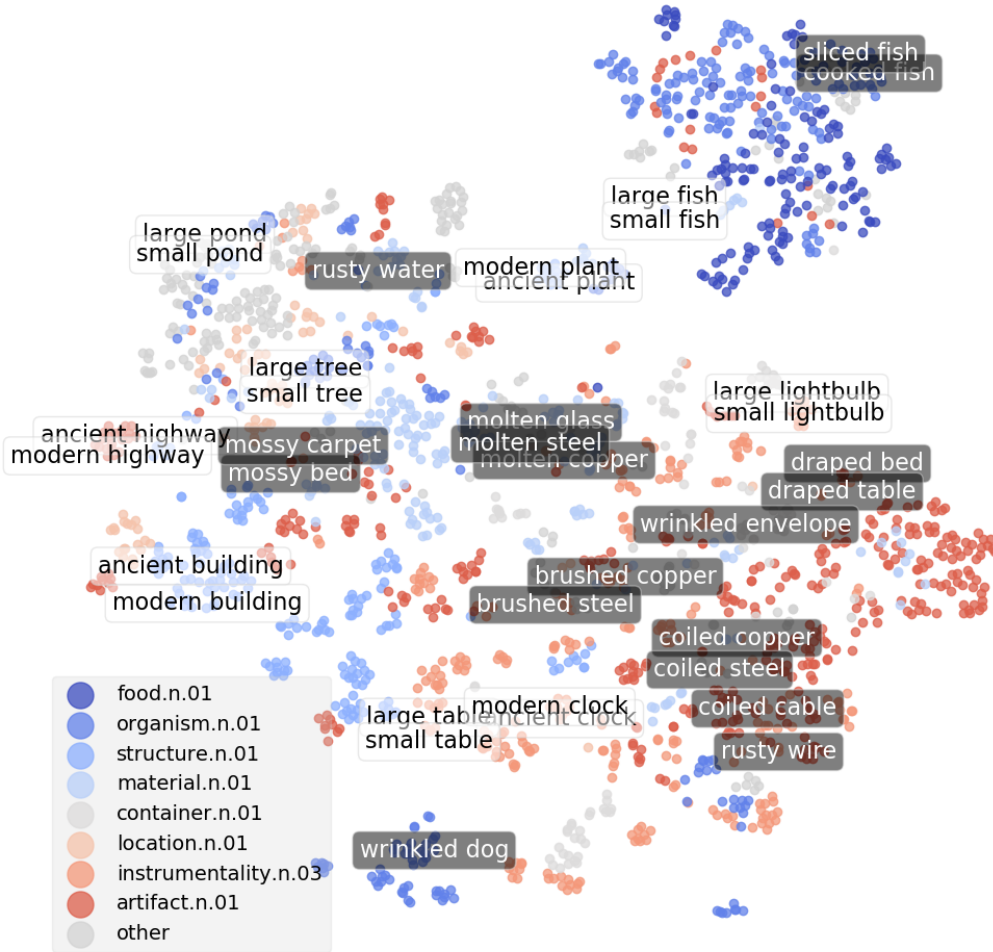 sliced fish
cooked fish
large fish
small fish
large pond
small pond
rusty water
modern plant
ancient plant
large tree
small tree
large lightbulb
small lightbulb
ancient highway
modern highway
mossy carpet
mossy bed
molten glass
molten steel
molten copper
draped bed
draped table
wrinkled envelope
ancient building
modern building
brushed copper
brushed steel
coiled copper
coiled steel
coiled cable
rusty wire
modern clock
ancient clock
large table
small table
wrinkled dog
food.n.01
organism.n.01
structure.n.01
material.n.01
container.n.01
location.n.01
instrumentality.n.03
artifact.n.01
other